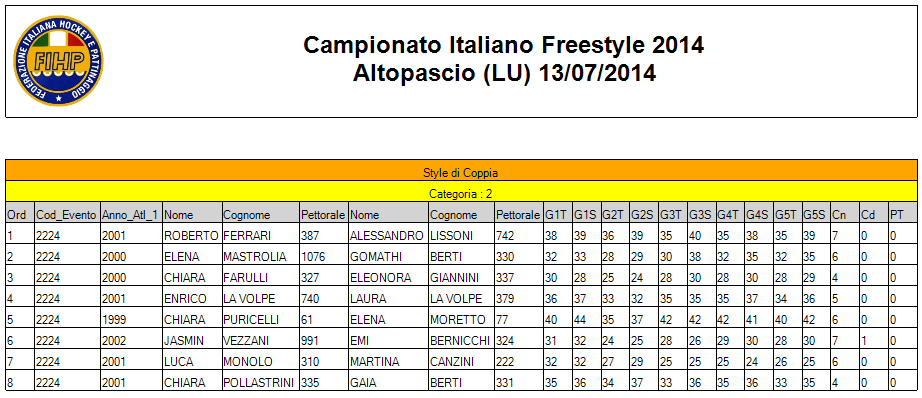 FEDERAZIONE ITALIANA HOCKEY E PATTINAGGIO
FIHP
Campionato Italiano Freestyle 2014
Altopascio (LU) 13/07/2014
Style di Coppia
Categoria : 2
Ord Cod_Evento Anno_Atl_1 Nome Cognome Pettorale Nome Cognome Pettorale G1T G1S G2T G2S G3T G3S G4T G4S G5T G5S Cn Cd PT
1 2224 2001 ROBERTO FERRARI 387 ALESSANDRO LISSONI 742 38 39 36 39 35 40 35 38 35 39 7 0 0
2 2224 2000 ELENA MASTROLIA 1076 GOMATHI BERTI 330 32 33 28 29 30 38 32 35 32 35 6 0 0
3 2224 2000 CHIARA FARULLI 327 ELEONORA GIANNINI 337 30 28 25 24 28 30 28 30 28 29 4 0 0
4 2224 2001 ENRICO LA VOLPE 740 LAURA LA VOLPE 379 36 37 33 32 35 35 35 37 34 36 5 0 0
5 2224 1999 CHIARA PURICELLI 61 ELENA MORETTO 77 40 44 35 37 42 42 42 41 40 42 6 0 0
6 2224 2002 JASMIN VEZZANI 991 EMI BERNICCHI 324 31 32 24 25 28 26 29 30 28 30 7 1 0
7 2224 2001 LUCA MONOLO 310 MARTINA CANZINI 222 32 32 27 29 25 25 25 24 26 25 6 0 0
8 2224 2001 CHIARA POLLASTRINI 335 GAIA BERTI 331 35 36 34 37 33 36 35 36 33 35 4 0 0